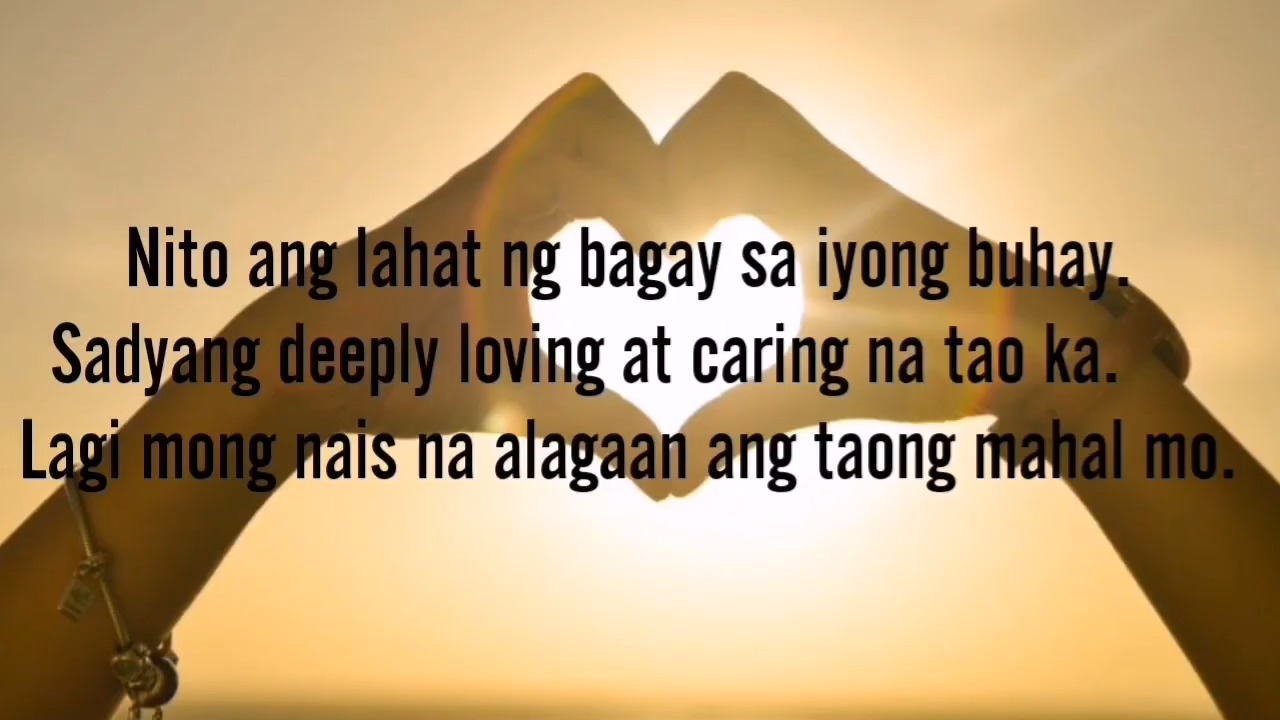 Nito ang lahat ng bagay sa iyong buhay.
Sadyang deeply loving at caring na tao ka.
Lagi mong nais na alagaan ang taong mahal mo.